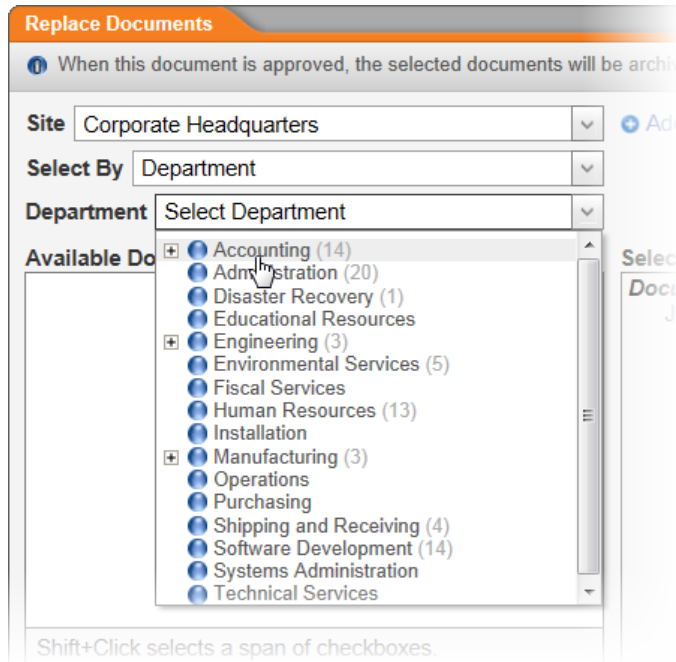 Replace Documents
When this document is approved, the selected documents will be archi
Site Corporate Headquarters
Ad
Select By Department
Department Select Department
Available Do
Selec
Accounting (14)
Administration (20)
Docu
Disaster Recovery (1)
J
Educational Resources
Engineering (3)
Environmental Services (5)
Fiscal Services
Human Resources (13)
Installation
Manufacturing (3)
Operations
Purchasing
Shipping and Receiving (4)
Software Development (14)
Systems Administration
Technical Services
Shift+Click selects a span of checkboxes.